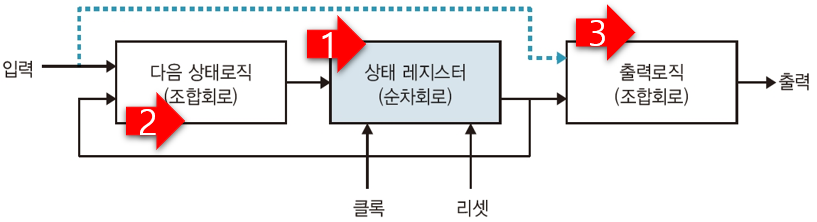 입력
다음 상태로직
(조합회로)
2
1
상태 레지스터
(순차회로)
3
출력로직
(조합회로)
출력
클록
리셋